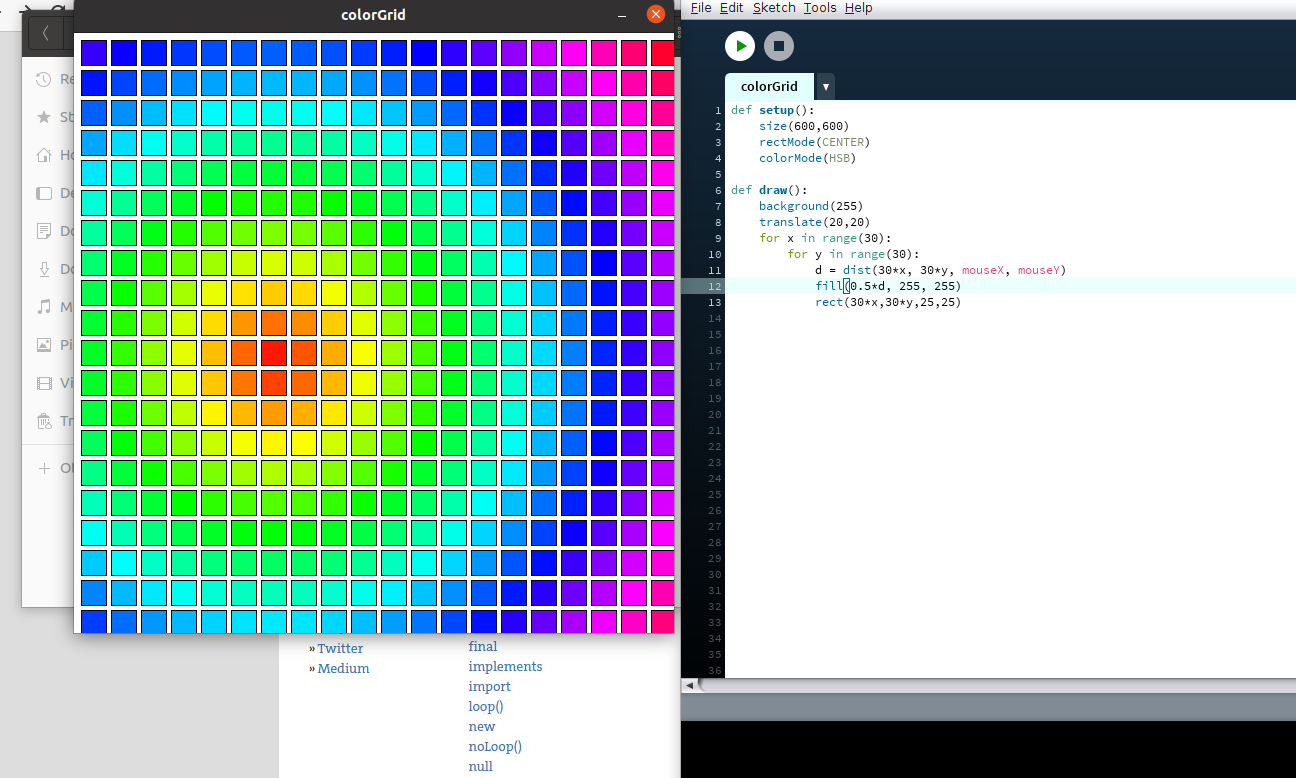 colorGrid
File Edit Sketch Tools Help
colorGrid
Re
St
Ho
De
Do
Do
M
Pi
Vi
Tr
Ot
1 def setup():
2 size(600,600)
3 rectMode(CENTER)
4 colorMode(HSB)
5
6 def draw():
7 background(255)
8 translate(20,20)
9 for x in range(30):
10 for y in range(30):
11 d = dist(30*x, 30*y, mouseX, mouseY)
12 fill(0.5*d, 255, 255)
13 rect(30*x,30*y,25,25)
14
15
16
17
18
19
20
21
22
23
24
25
26
27
28
29
30
31
32
33
34
35
36
» Twitter
» Medium
final
implements
import
loop()
new
noLoop()
null